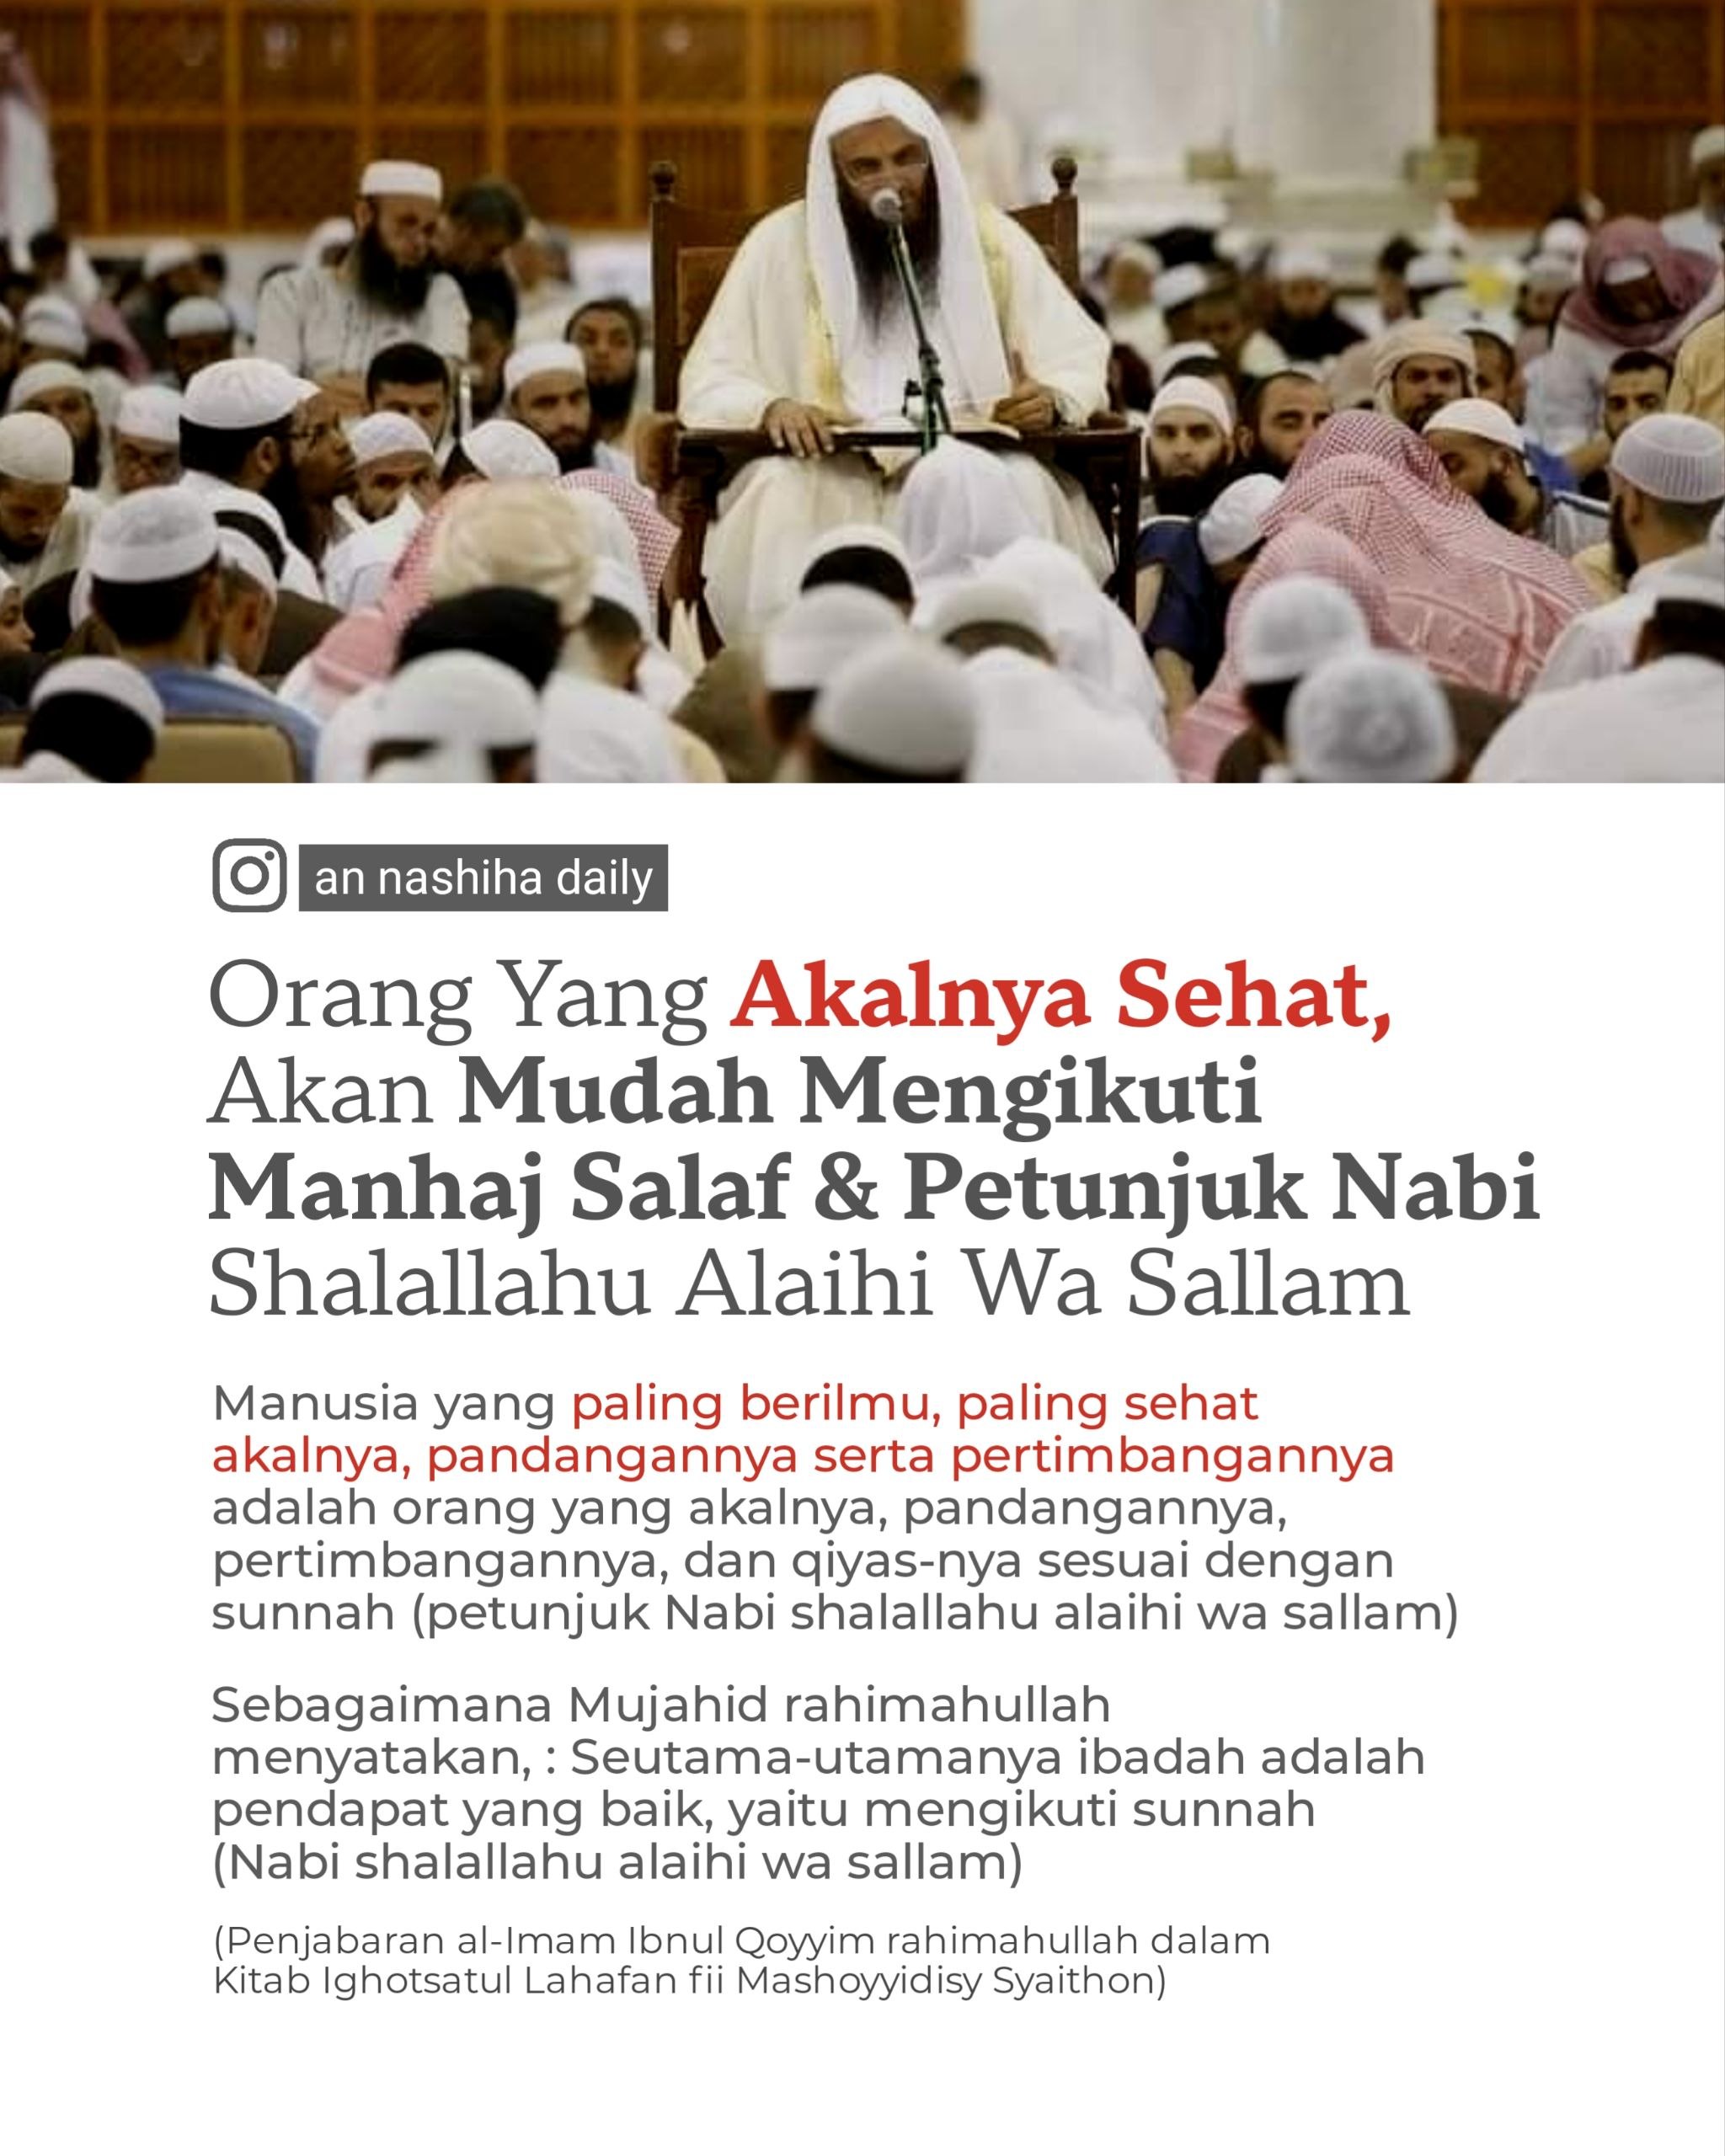 an nashiha daily
Orang Yang Akalnya Sehat,
Akan Mudah Mengikuti
Manhaj Salaf & Petunjuk Nabi
Shalallahu Alaihi Wa Sallam
Manusia yang paling berilmu, paling sehat
akalnya, pandangannya serta pertimbangannya
adalah orang yang akalnya, pandangannya,
pertimbangannya, dan qiyas-nya sesuai dengan
sunnah (petunjuk Nabi shalallahu alaihi wa sallam)
Sebagaimana Mujahid rahimahullah
menyatakan, : Seutama-utamanya ibadah adalah
pendapat yang baik, yaitu mengikuti sunnah
(Nabi shalallahu alaihi wa sallam)
(Penjabaran al-Imam Ibnul Qoyyim rahimahullah dalam
Kitab Ighotsatul Lahafan fii Mashoyyidisy Syaithon)